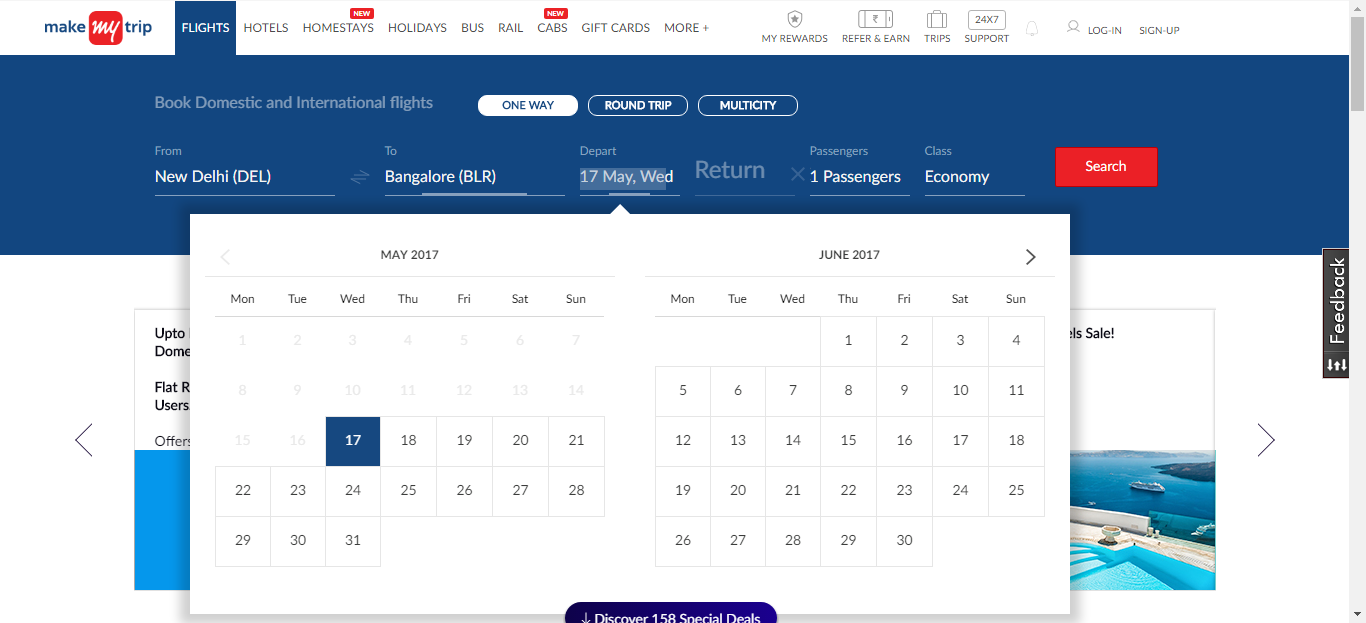 make my trip
FLIGHTS HOTELS HOMESTAYS NEW HOLIDAYS BUS RAIL CABS NEW GIFT CARDS MORE +
MY REWARDS REFER & EARN TRIPS 24X7 SUPPORT LOG-IN SIGN-UP
Book Domestic and International flights ONE WAY ROUND TRIP MULTICITY
From To Depart Passengers Class
New Delhi (DEL) Bangalore (BLR) 17 May, Wed Return 1 Passengers Economy Search
MAY 2017
Mon Tue Wed Thu Fri Sat Sun
1 2 3 4 5 6 7
8 9 10 11 12 13 14
15 16 17 18 19 20 21
22 23 24 25 26 27 28
29 30 31
JUNE 2017
Mon Tue Wed Thu Fri Sat Sun
1 2 3 4
5 6 7 8 9 10 11
12 13 14 15 16 17 18
19 20 21 22 23 24 25
26 27 28 29 30
Feedback
Upto
Dome
Flat R
Users
Offers
els Sale!
Discover 158 Special Deals